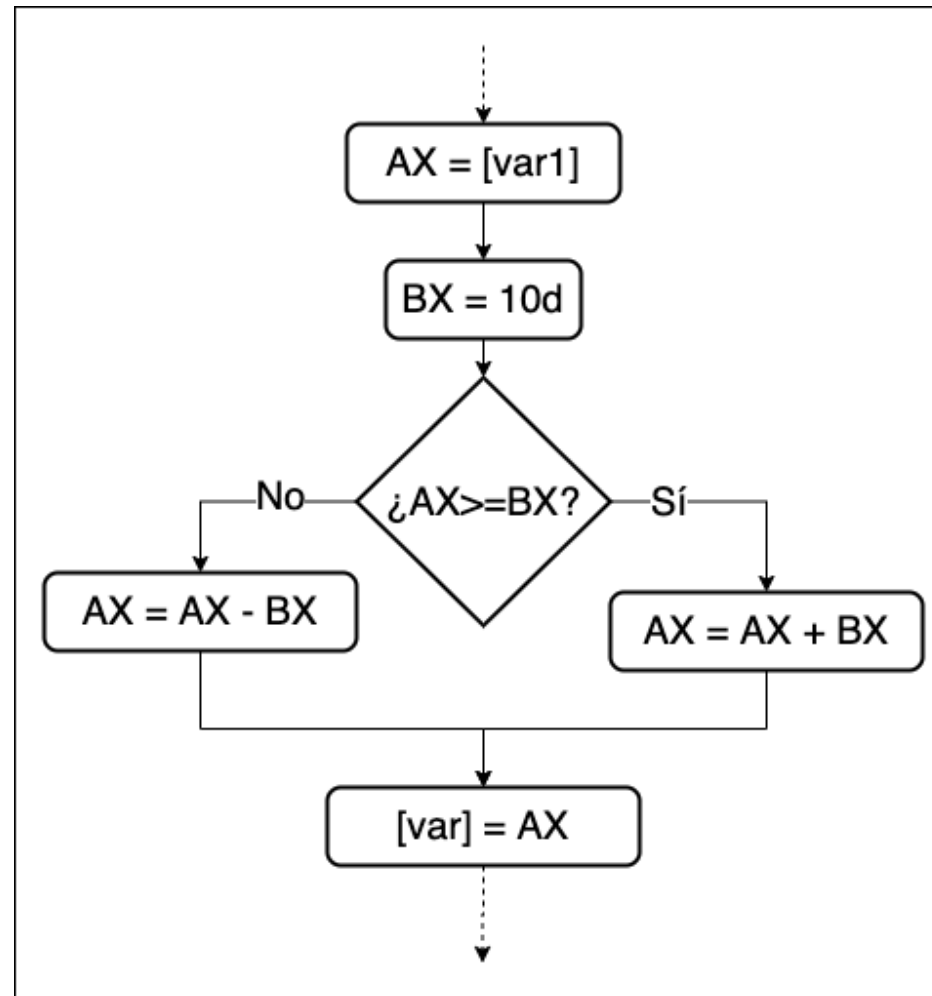 AX = [var1]
BX = 10d
¿AX>=BX?
No
Sí
AX = AX - BX
AX = AX + BX
[var] = AX